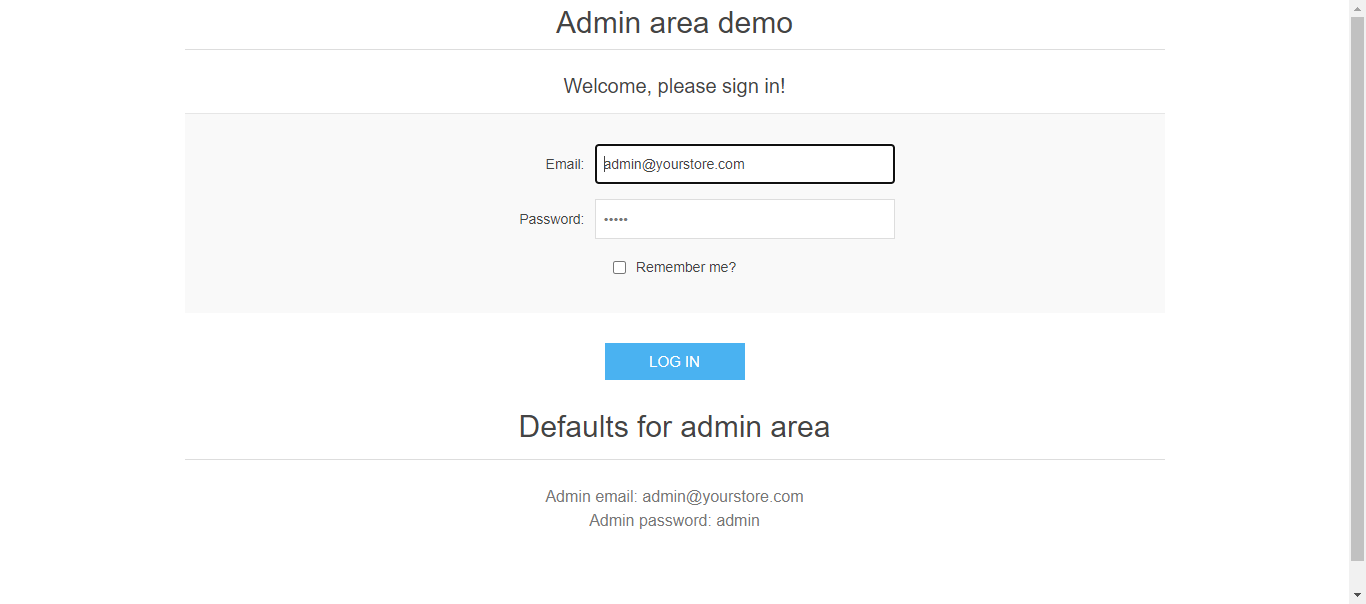 Admin area demo
Welcome, please sign in!
Email: admin@yourstore.com
Password: •••••
Remember me?
LOG IN
Defaults for admin area
Admin email: admin@yourstore.com
Admin password: admin